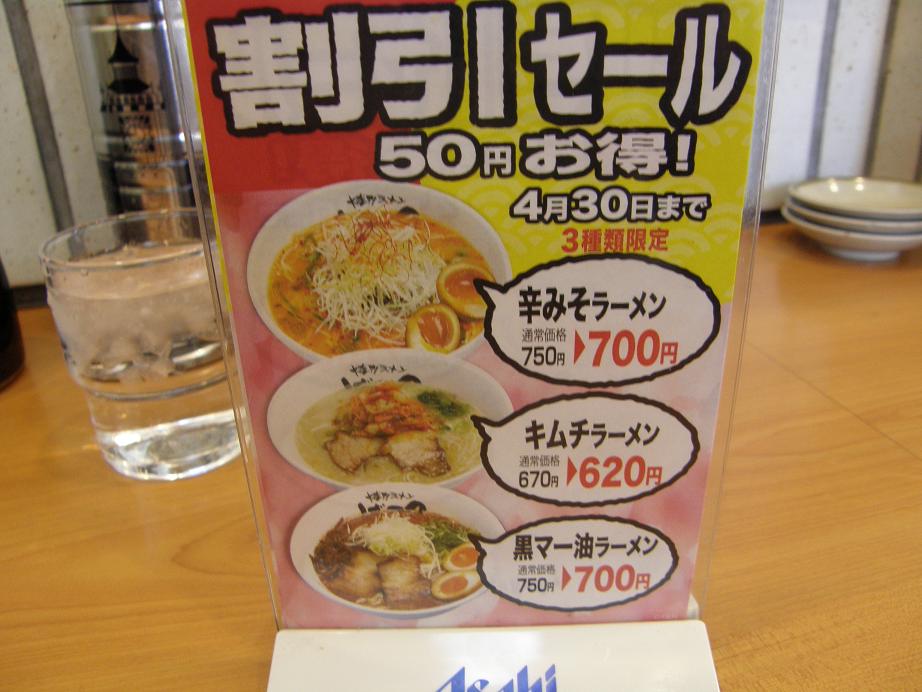 割引セール
50円お得!
4月30日まで
3種類限定
辛みそラーメン
通常価格
750円▶700円
キムチラーメン
通常価格
670円▶620円
黒マー油ラーメン
通常価格
750円▶700円
Asahi